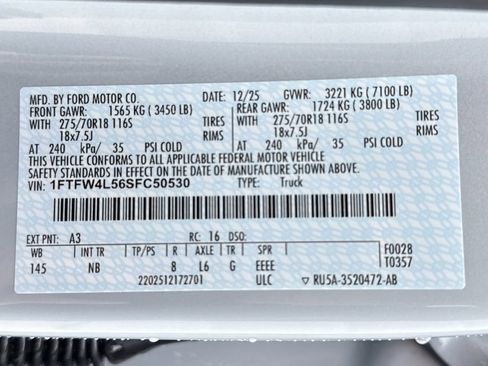 MFD. BY FORD MOTOR CO. DATE: 12/25 GVWR: 3221 KG ( 7100 LB)
FRONT GAWR: 1565 KG ( 3450 LB) REAR GAWR: 1724 KG ( 3800 LB)
WITH 275/70R18 116S TIRES WITH 275/70R18 116S TIRES
18x7.5J RIMS 18x7.5J RIMS
AT 240 kPa/ 35 PSI COLD AT 240 kPa/ 35 PSI COLD
THIS VEHICLE CONFORMS TO ALL APPLICABLE FEDERAL MOTOR VEHICLE
SAFETY STANDARDS IN EFFECT ON THE DATE OF MANUFACTURE SHOWN ABOVE.
VIN: 1FTFW4L56SFC50530 TYPE: Truck
EXT PNT: A3 RC: 16 DSO:
WB INT TR TP/PS R AXLE TR SPR F0028
145 NB 8 L6 G EEEE T0357
2202512172701 ULC ▽ RU5A-3520472-AB